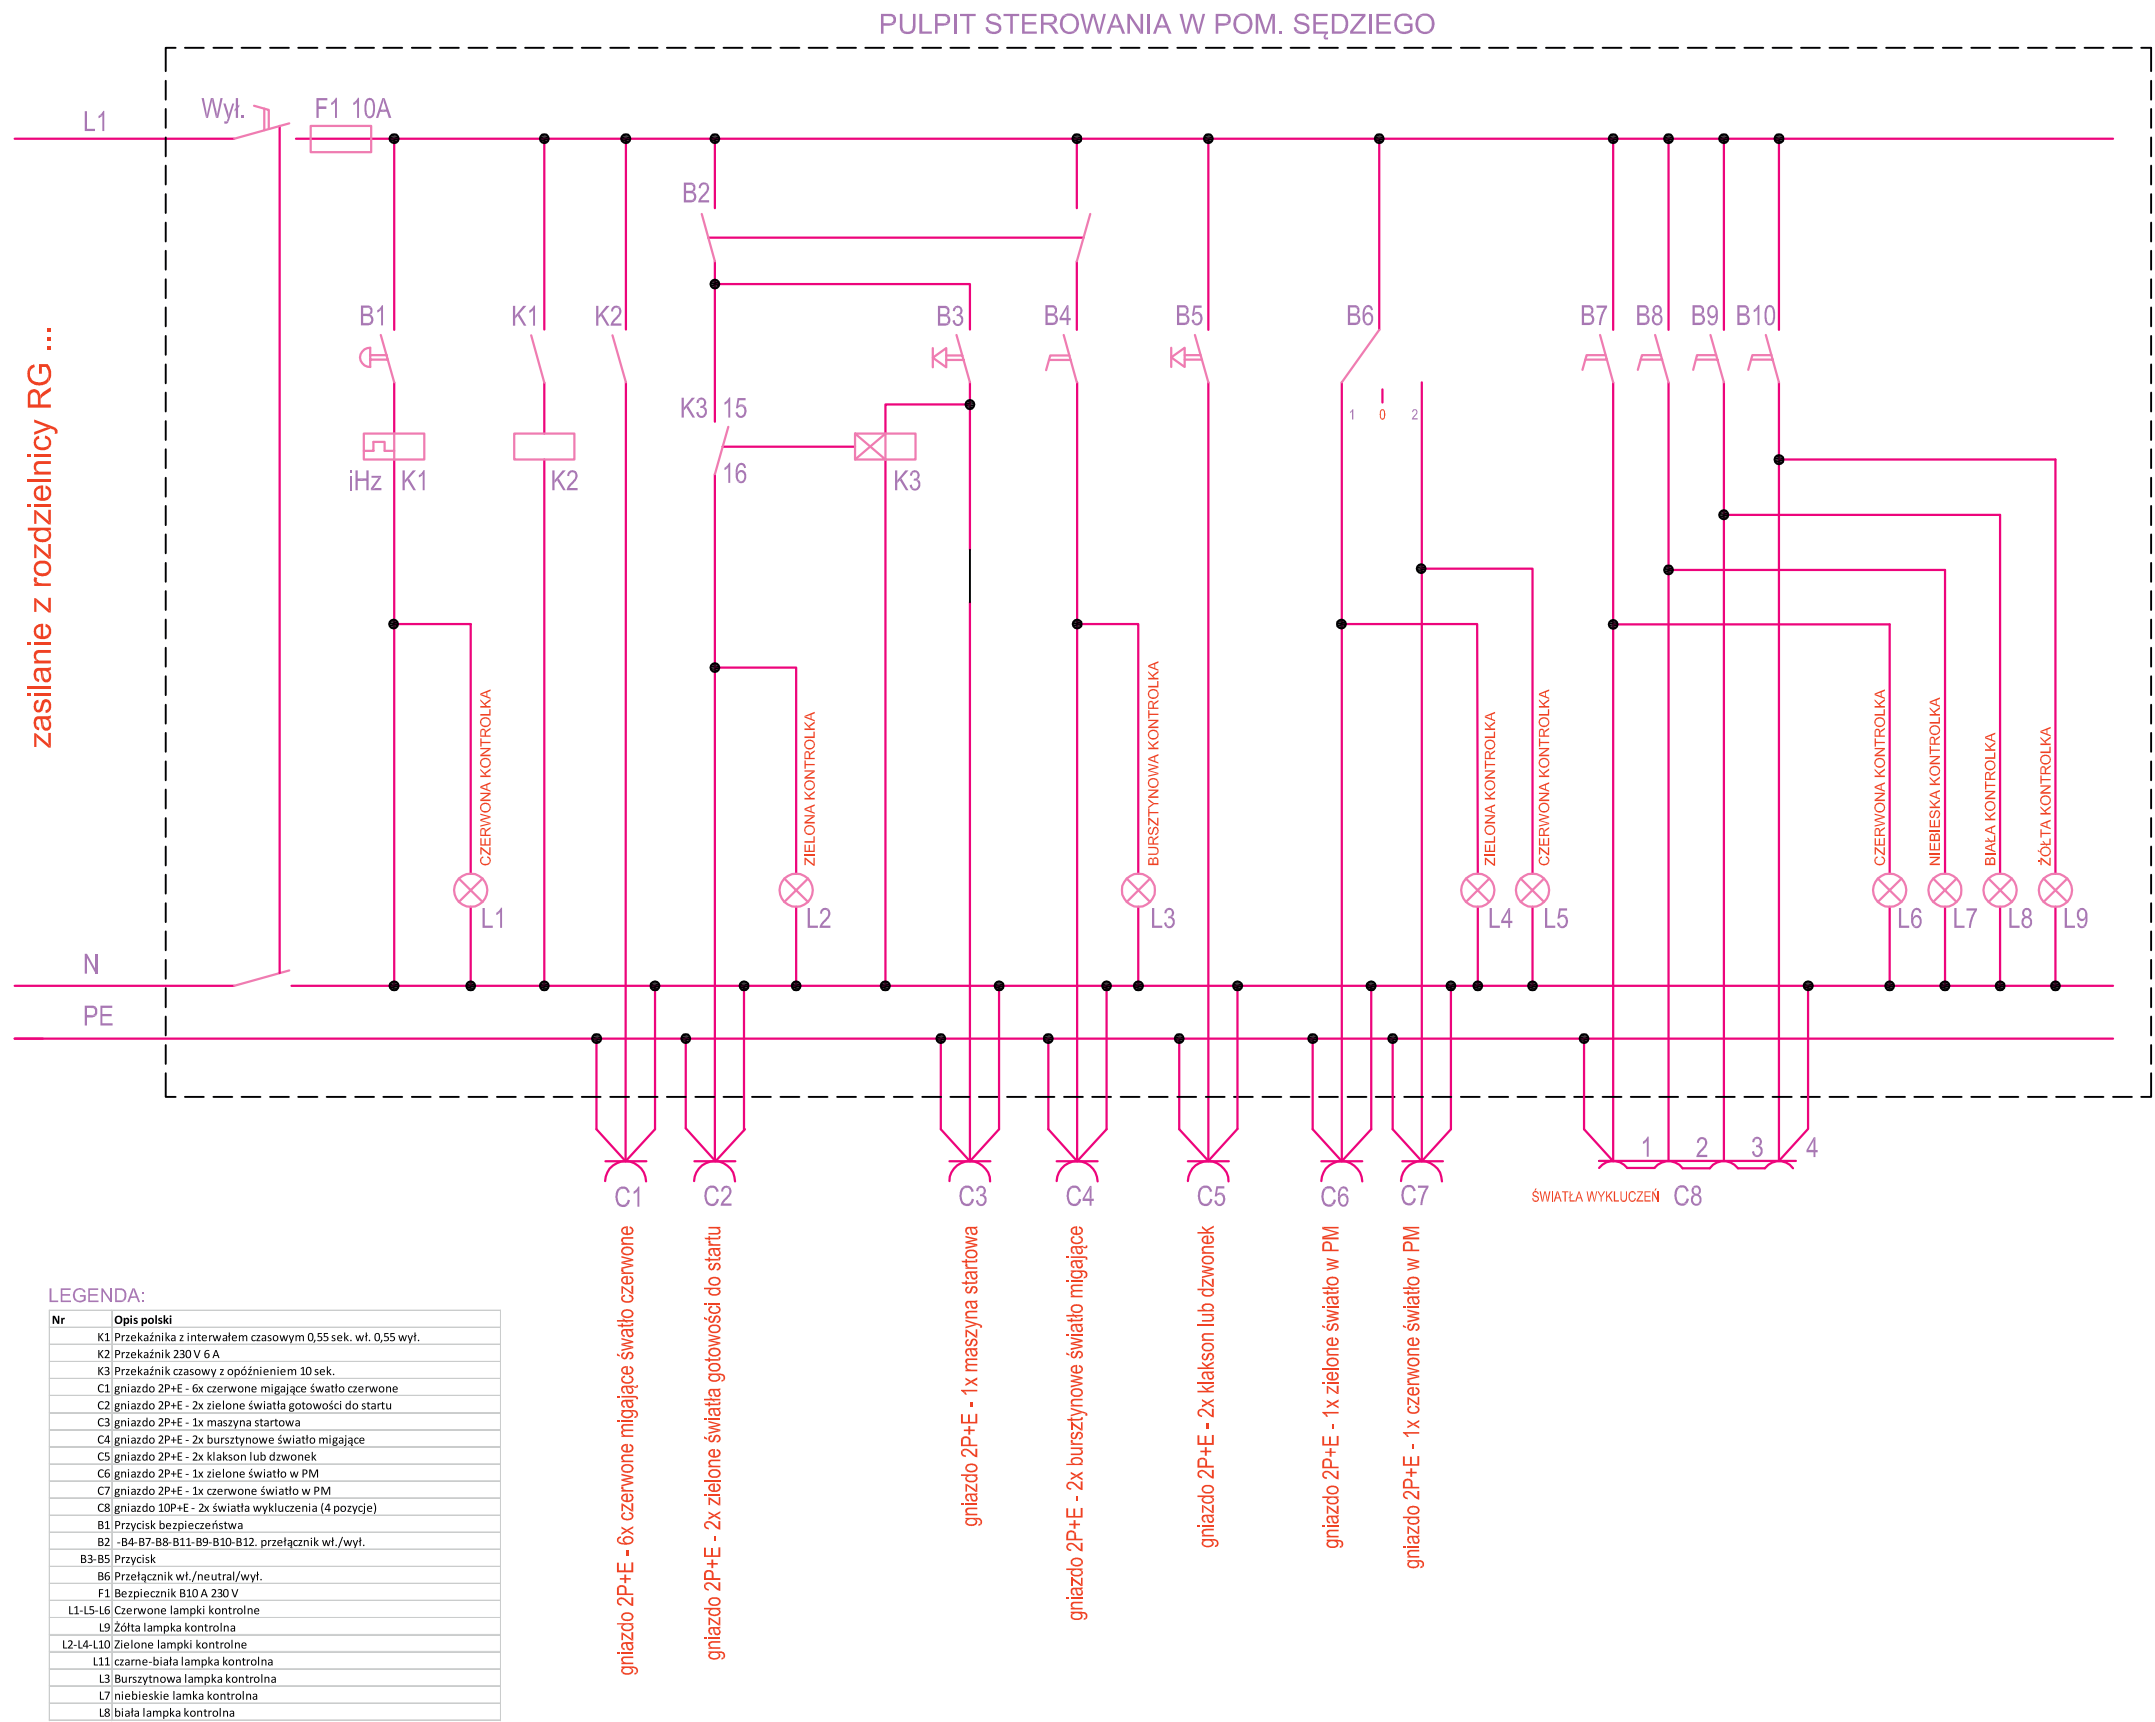 PULPIT STEROWANIA W POM. SĘDZIEGO
L1
Wył.
F1 10A
B2
B1
K1
K2
B3
B4
B5
B6
B7
B8
B9
B10
K3
15
16
1
0
2
iHz
K1
K2
K3
zasilanie z rozdzielnicy RG ...
CZERWONA KONTROLKA
ZIELONA KONTROLKA
BURSZTYNOWA KONTROLKA
ZIELONA KONTROLKA
CZERWONA KONTROLKA
CZERWONA KONTROLKA
NIEBIESKA KONTROLKA
BIAŁA KONTROLKA
ŻÓŁTA KONTROLKA
L1
L2
L3
L4
L5
L6
L7
L8
L9
N
PE
1
2
3
4
C1
C2
C3
C4
C5
C6
C7
ŚWIATŁA WYKLUCZEŃ
C8
gniazdo 2P+E - 6x czerwone migające śwatło czerwone
gniazdo 2P+E - 2x zielone światła gotowości do startu
gniazdo 2P+E - 1x maszyna startowa
gniazdo 2P+E - 2x bursztynowe światło migające
gniazdo 2P+E - 2x klakson lub dzwonek
gniazdo 2P+E - 1x zielone światło w PM
gniazdo 2P+E - 1x czerwone światło w PM
LEGENDA:
Nr Opis polski
K1 Przekaźnika z interwałem czasowym 0,55 sek. wł. 0,55 wył.
K2 Przekaźnik 230 V 6 A
K3 Przekaźnik czasowy z opóźnieniem 10 sek.
C1 gniazdo 2P+E - 6x czerwone migające śwatło czerwone
C2 gniazdo 2P+E - 2x zielone światła gotowości do startu
C3 gniazdo 2P+E - 1x maszyna startowa
C4 gniazdo 2P+E - 2x bursztynowe światło migające
C5 gniazdo 2P+E - 2x klakson lub dzwonek
C6 gniazdo 2P+E - 1x zielone światło w PM
C7 gniazdo 2P+E - 1x czerwone światło w PM
C8 gniazdo 10P+E - 2x światła wykluczenia (4 pozycje)
B1 Przycisk bezpieczeństwa
B2 -B4-B7-B8-B11-B9-B10-B12. przełącznik wł./wył.
B3-B5 Przycisk
B6 Przełącznik wł./neutral/wył.
F1 Bezpiecznik B10 A 230 V
L1-L5-L6 Czerwone lampki kontrolne
L9 Żółta lampka kontrolna
L2-L4-L10 Zielone lampki kontrolne
L11 czarne-biała lampka kontrolna
L3 Burszytnowa lampka kontrolna
L7 niebieskie lamka kontrolna
L8 biała lampka kontrolna